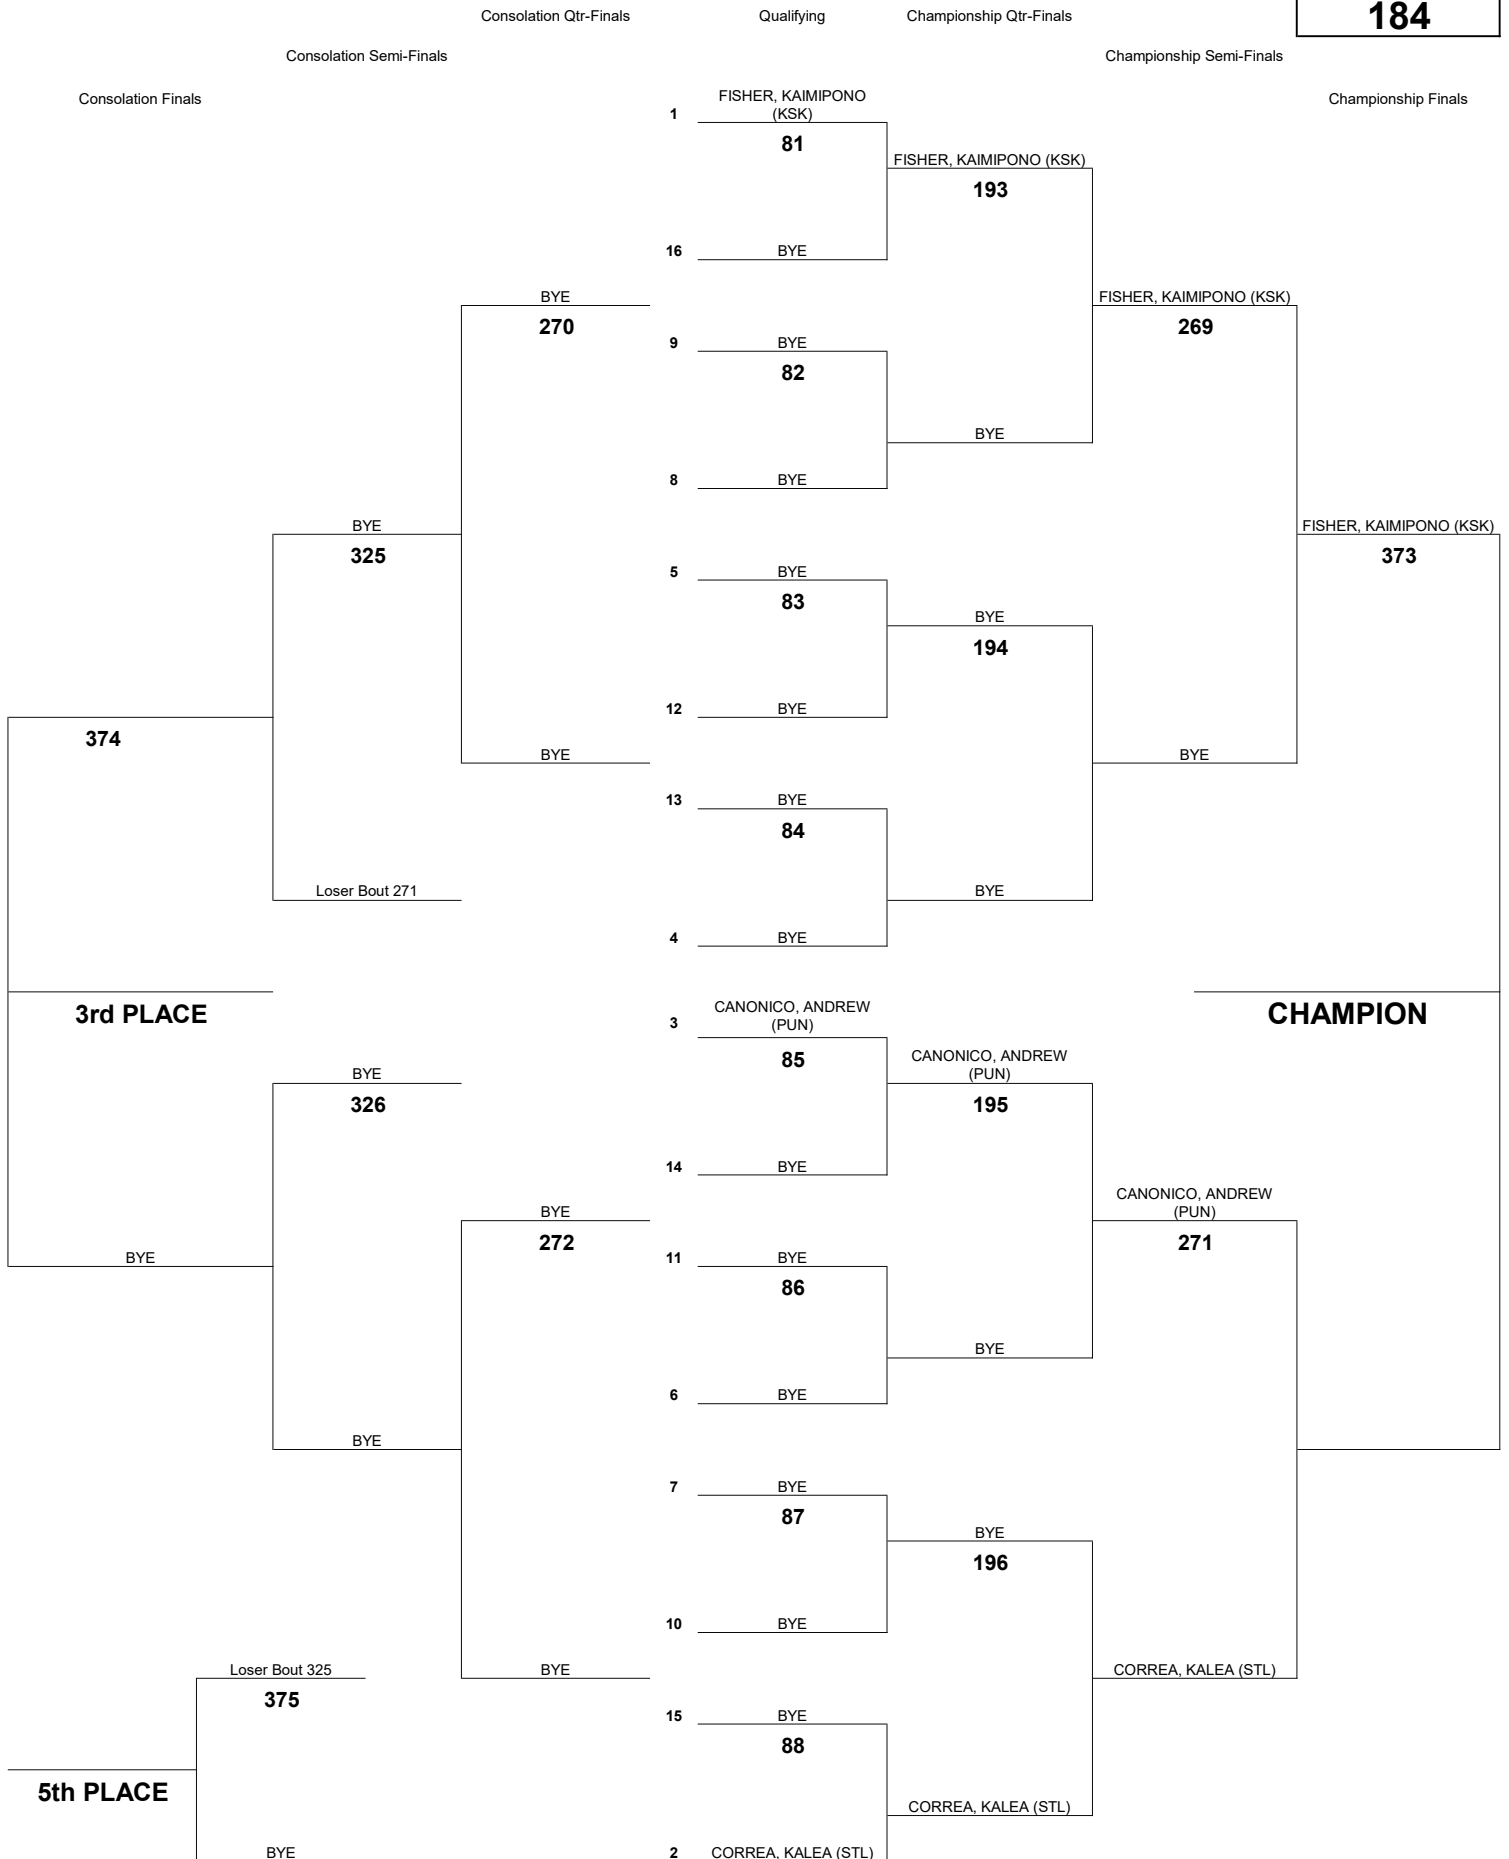 Consolation Qtr-Finals Qualifying Championship Qtr-Finals 184
Consolation Semi-Finals Championship Semi-Finals
Consolation Finals Championship Finals
FISHER, KAIMIPONO
1 (KSK)
81
FISHER, KAIMIPONO (KSK)
193
16 BYE
BYE FISHER, KAIMIPONO (KSK)
270 269
9 BYE
82
BYE
8 BYE
BYE FISHER, KAIMIPONO (KSK)
325 373
5 BYE
83
BYE
194
12 BYE
374
BYE BYE
13 BYE
84
Loser Bout 271 BYE
4 BYE
3rd PLACE CHAMPION
CANONICO, ANDREW
3 (PUN)
85
CANONICO, ANDREW
BYE (PUN)
326 195
14 BYE
CANONICO, ANDREW
BYE (PUN)
272 271
BYE 11 BYE
86
BYE
6 BYE
BYE
7 BYE
87
BYE
196
10 BYE
Loser Bout 325 BYE CORREA, KALEA (STL)
375
15 BYE
88
5th PLACE
CORREA, KALEA (STL)
BYE 2 CORREA, KALEA (STL)